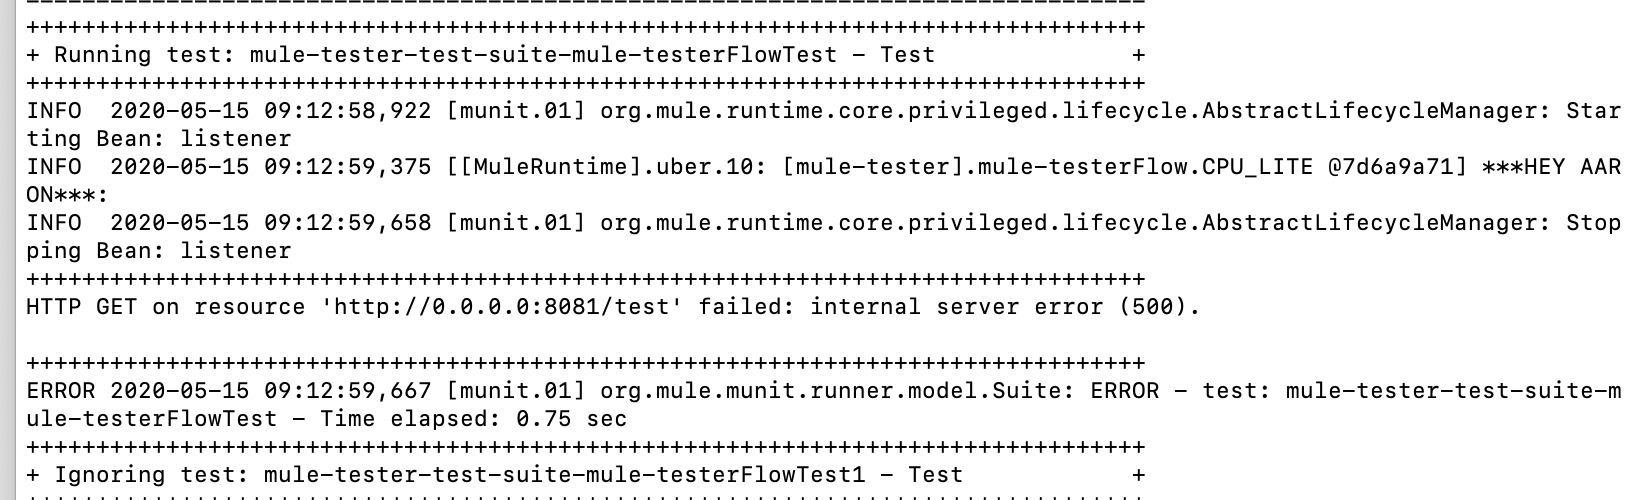 ================================================================================
++++++++++++++++++++++++++++++++++++++++++++++++++++++++++++++++++++++++++++++++
+ Running test: mule-tester-test-suite-mule-testerFlowTest - Test              +
++++++++++++++++++++++++++++++++++++++++++++++++++++++++++++++++++++++++++++++++
INFO  2020-05-15 09:12:58,922 [munit.01] org.mule.runtime.core.privileged.lifecycle.AbstractLifecycleManager: Star
ting Bean: listener
INFO  2020-05-15 09:12:59,375 [[MuleRuntime].uber.10: [mule-tester].mule-testerFlow.CPU_LITE @7d6a9a71] ***HEY AAR
ON***:
INFO  2020-05-15 09:12:59,658 [munit.01] org.mule.runtime.core.privileged.lifecycle.AbstractLifecycleManager: Stop
ping Bean: listener
++++++++++++++++++++++++++++++++++++++++++++++++++++++++++++++++++++++++++++++++
HTTP GET on resource 'http://0.0.0.0:8081/test' failed: internal server error (500).
++++++++++++++++++++++++++++++++++++++++++++++++++++++++++++++++++++++++++++++++
ERROR 2020-05-15 09:12:59,667 [munit.01] org.mule.munit.runner.model.Suite: ERROR - test: mule-tester-test-suite-m
ule-testerFlowTest - Time elapsed: 0.75 sec
++++++++++++++++++++++++++++++++++++++++++++++++++++++++++++++++++++++++++++++++
+ Ignoring test: mule-tester-test-suite-mule-testerFlowTest1 - Test            +
++++++++++++++++++++++++++++++++++++++++++++++++++++++++++++++++++++++++++++++++